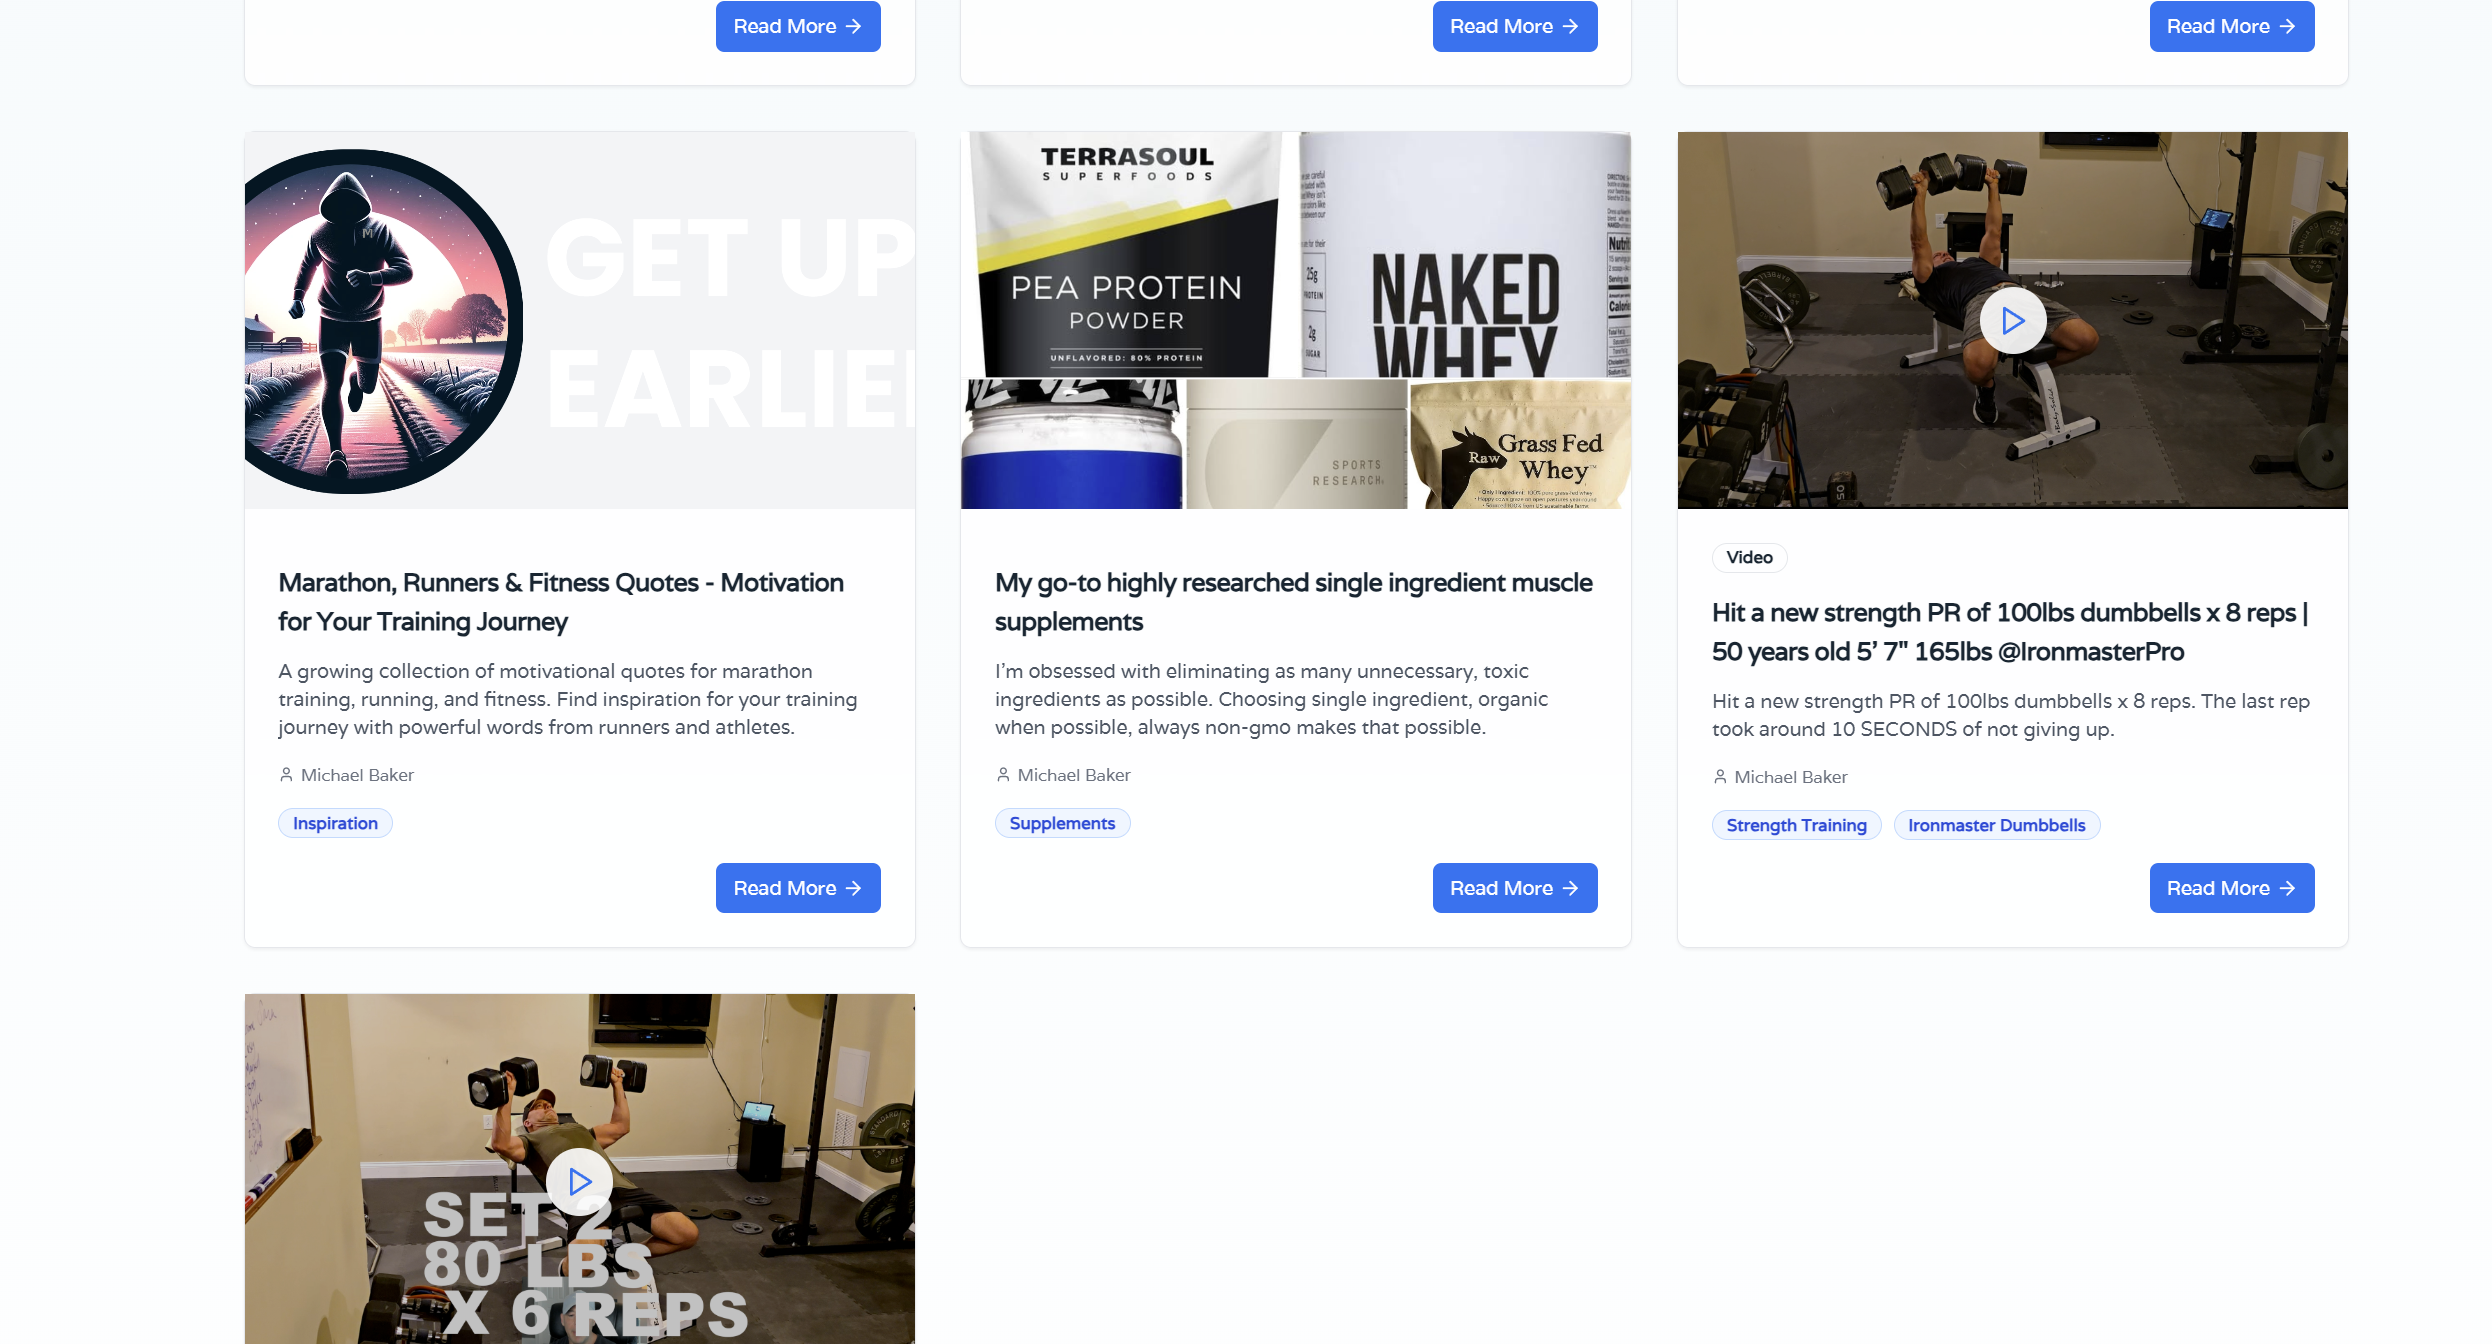 Read More
Read More
Read More
M
GET UP
EARLIE
TERRASOUL
SUPERFOODS
PEA PROTEIN
POWDER
UNFLAVORED: 80% PROTEIN
25g
PROTEIN
2g
SUGAR
NAKED
WHEY
SPORTS
RESEARCH
Raw Grass Fed
Whey™
Marathon, Runners & Fitness Quotes - Motivation
for Your Training Journey
A growing collection of motivational quotes for marathon
training, running, and fitness. Find inspiration for your training
journey with powerful words from runners and athletes.
Michael Baker
Inspiration
Read More
My go-to highly researched single ingredient muscle
supplements
I'm obsessed with eliminating as many unnecessary, toxic
ingredients as possible. Choosing single ingredient, organic
when possible, always non-gmo makes that possible.
Michael Baker
Supplements
Read More
Video
Hit a new strength PR of 100lbs dumbbells x 8 reps |
50 years old 5' 7" 165lbs @IronmasterPro
Hit a new strength PR of 100lbs dumbbells x 8 reps. The last rep
took around 10 SECONDS of not giving up.
Michael Baker
Strength Training
Ironmaster Dumbbells
Read More
SET 2
80 LBS
X 6 REPS